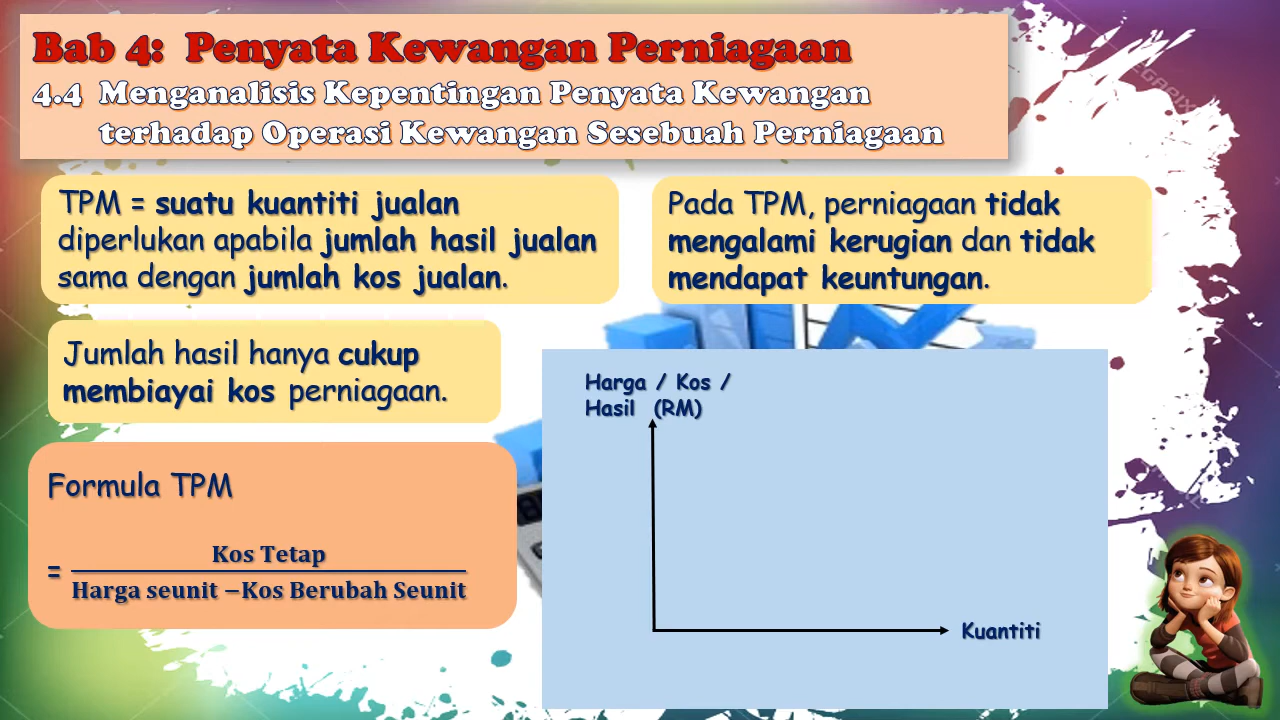 Bab 4: Penyata Kewangan Perniagaan
4.4 Menganalisis Kepentingan Penyata Kewangan
terhadap Operasi Kewangan Sesebuah Perniagaan
TPM = suatu kuantiti jualan
diperlukan apabila jumlah hasil jualan
sama dengan jumlah kos jualan.
Pada TPM, perniagaan tidak
mengalami kerugian dan tidak
mendapat keuntungan.
Jumlah hasil hanya cukup
membiayai kos perniagaan.
Formula TPM
Kos Tetap
=
Harga seunit −Kos Berubah Seunit
Harga / Kos /
Hasil (RM)
Kuantiti